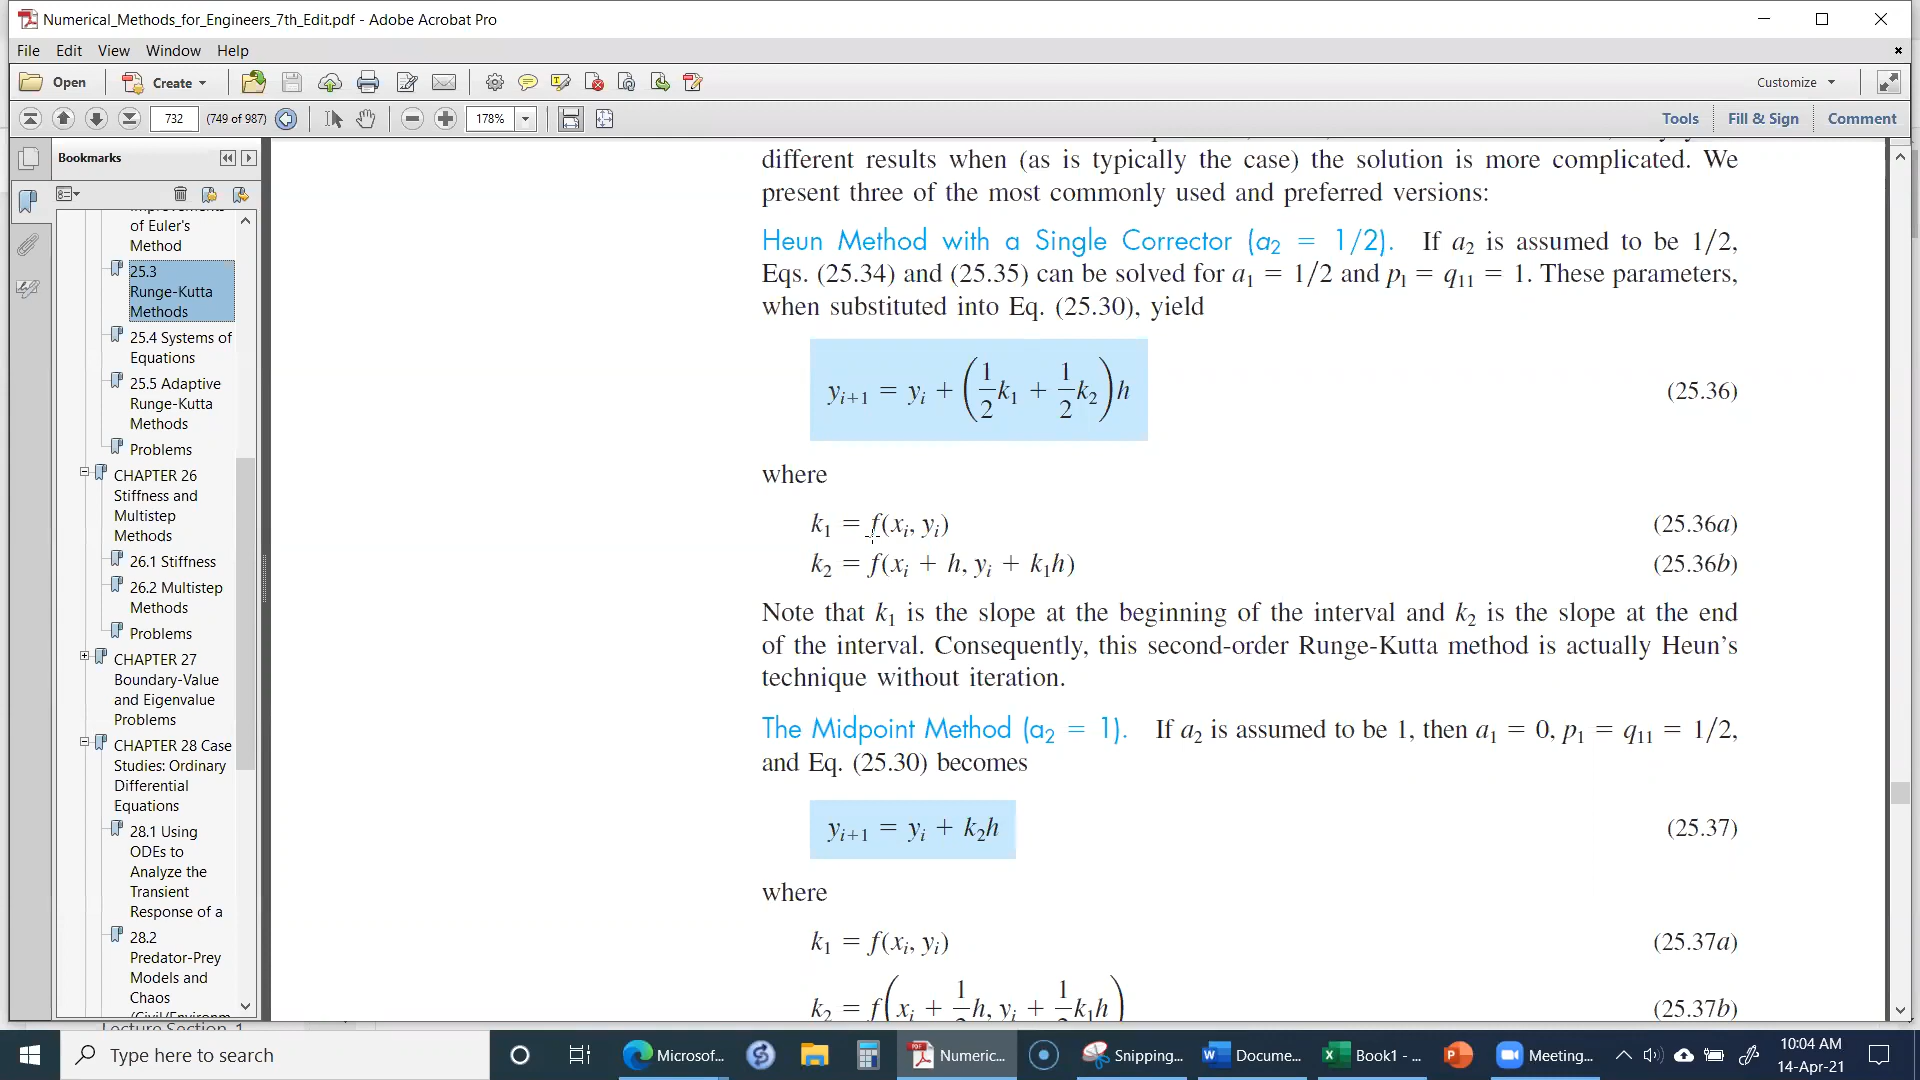 Numerical_Methods_for_Engineers_7th_Edit.pdf - Adobe Acrobat Pro
File Edit View Window Help
Open Create Customize
732 (749 of 987) 178% Tools Fill & Sign Comment
Bookmarks
of Euler's
Method
25.3
Runge-Kutta
Methods
25.4 Systems of
Equations
25.5 Adaptive
Runge-Kutta
Methods
Problems
CHAPTER 26
Stiffness and
Multistep
Methods
26.1 Stiffness
26.2 Multistep
Methods
Problems
CHAPTER 27
Boundary-Value
and Eigenvalue
Problems
CHAPTER 28 Case
Studies: Ordinary
Differential
Equations
28.1 Using
ODEs to
Analyze the
Transient
Response of a
28.2
Predator-Prey
Models and
Chaos
different results when (as is typically the case) the solution is more complicated. We
present three of the most commonly used and preferred versions:
Heun Method with a Single Corrector (a₂ = 1/2). If a₂ is assumed to be 1/2,
Eqs. (25.34) and (25.35) can be solved for a₁ = 1/2 and p₁ = q₁₁ = 1. These parameters,
when substituted into Eq. (25.30), yield
yᵢ₊₁ = yᵢ + (1/2 k₁ + 1/2 k₂)h (25.36)
where
k₁ = f(xᵢ, yᵢ) (25.36a)
k₂ = f(xᵢ + h, yᵢ + k₁h) (25.36b)
Note that k₁ is the slope at the beginning of the interval and k₂ is the slope at the end
of the interval. Consequently, this second-order Runge-Kutta method is actually Heun's
technique without iteration.
The Midpoint Method (a₂ = 1). If a₂ is assumed to be 1, then a₁ = 0, p₁ = q₁₁ = 1/2,
and Eq. (25.30) becomes
yᵢ₊₁ = yᵢ + k₂h (25.37)
where
k₁ = f(xᵢ, yᵢ) (25.37a)
k₂ = f(xᵢ + 1/2 h, yᵢ + 1/2 k₁h) (25.37b)
Type here to search
Microsof...
Numeric...
Snipping...
Docume...
Book1 - ...
Meeting...
10:04 AM
14-Apr-21